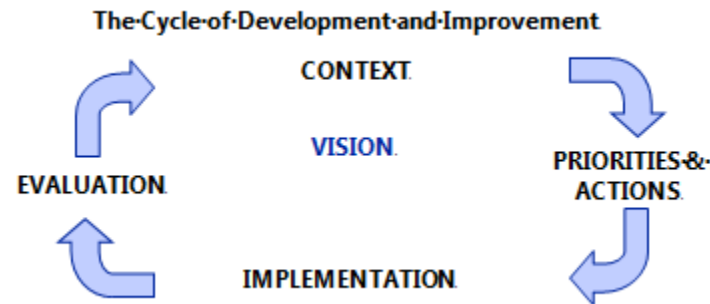 The·Cycle·of·Development·and·Improvement
CONTEXT
VISION
PRIORITIES·&·
ACTIONS
EVALUATION
IMPLEMENTATION